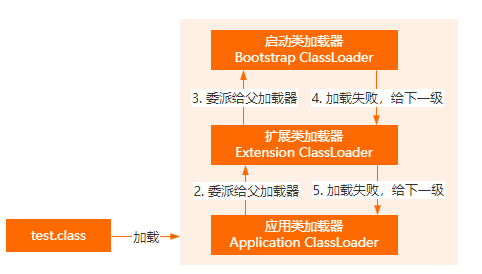 启动类加载器
Bootstrap ClassLoader
3. 委派给父加载器
4. 加载失败，给下一级
扩展类加载器
Extension ClassLoader
2. 委派给父加载器
5. 加载失败，给下一级
test.class
加载
应用类加载器
Application ClassLoader